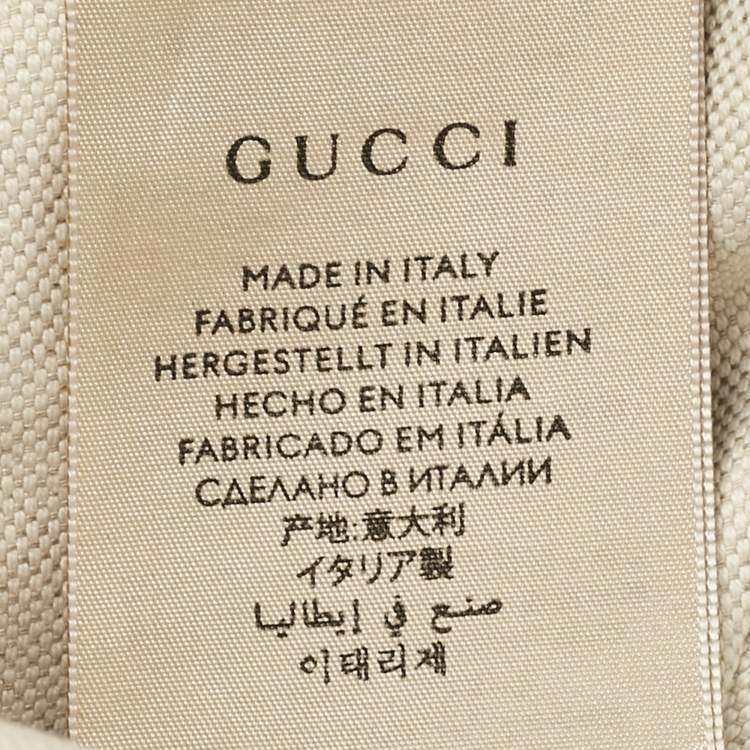 GUCCI
MADE IN ITALY
FABRIQUÉ EN ITALIE
HERGESTELLT IN ITALIEN
HECHO EN ITALIA
FABRICADO EM ITÁLIA
СДЕЛАНО В ИТАЛИИ
产地:意大利
イタリア製
صنع في إيطاليا
이태리제